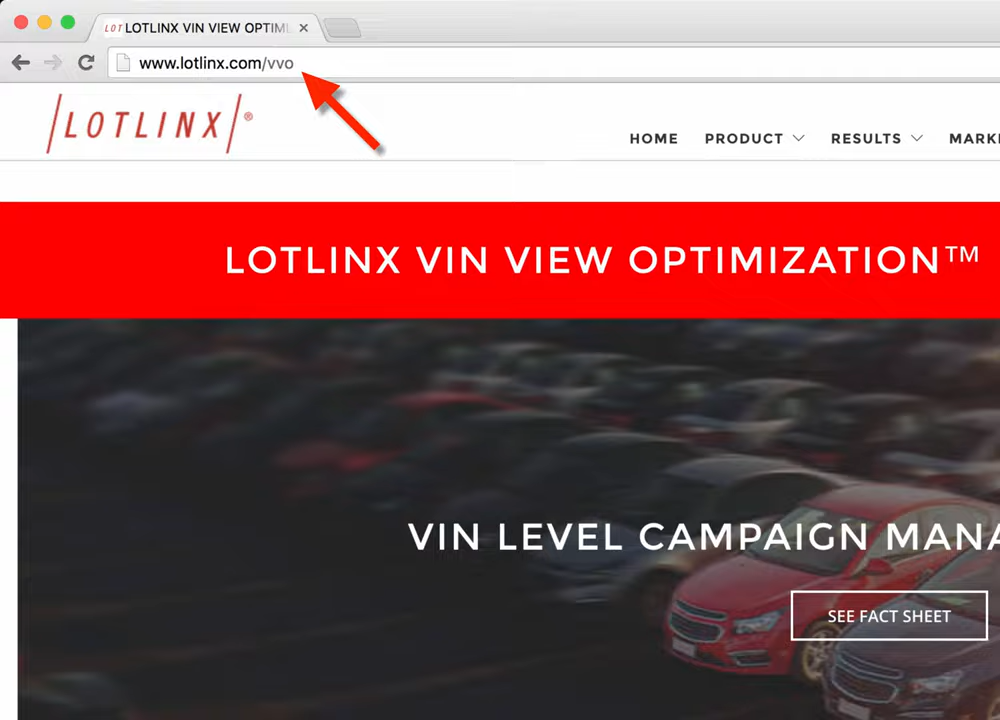 LOT LOTLINX VIN VIEW OPTIMI
www.lotlinx.com/vvo
LOTLINX®
HOME PRODUCT RESULTS MARK
LOTLINX VIN VIEW OPTIMIZATION™
VIN LEVEL CAMPAIGN MANA
SEE FACT SHEET